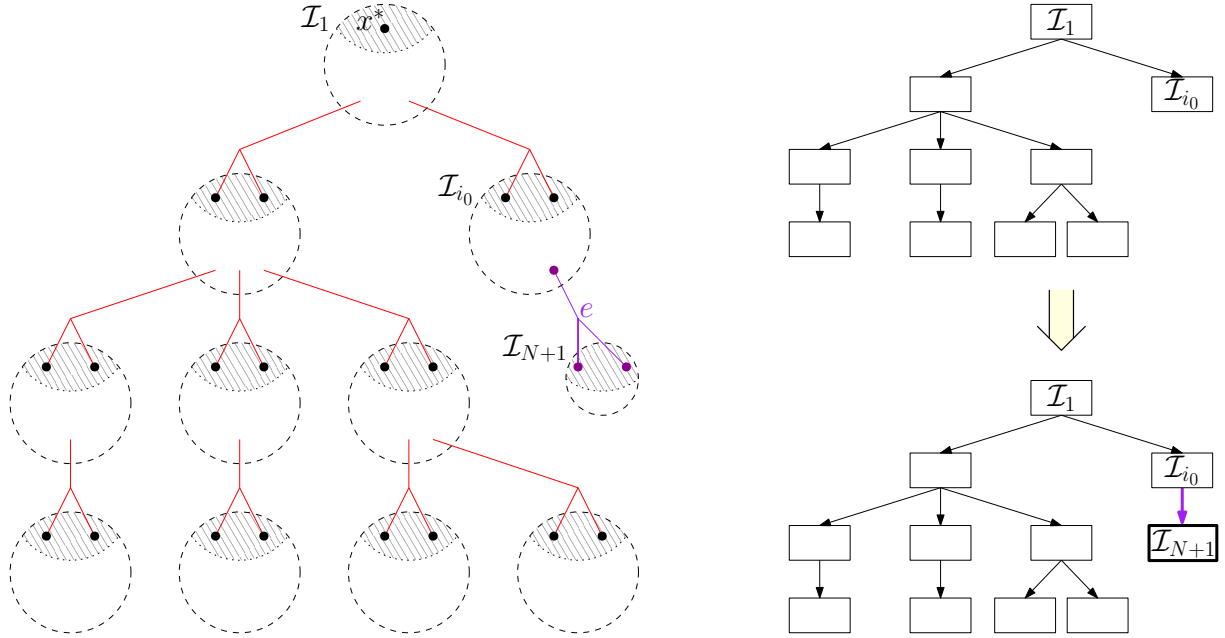 𝓘₁ x*
𝓘_{i₀}
e
𝓘_{N+1}
𝓘₁
𝓘_{i₀}
𝓘₁
𝓘_{i₀}
𝓘_{N+1}